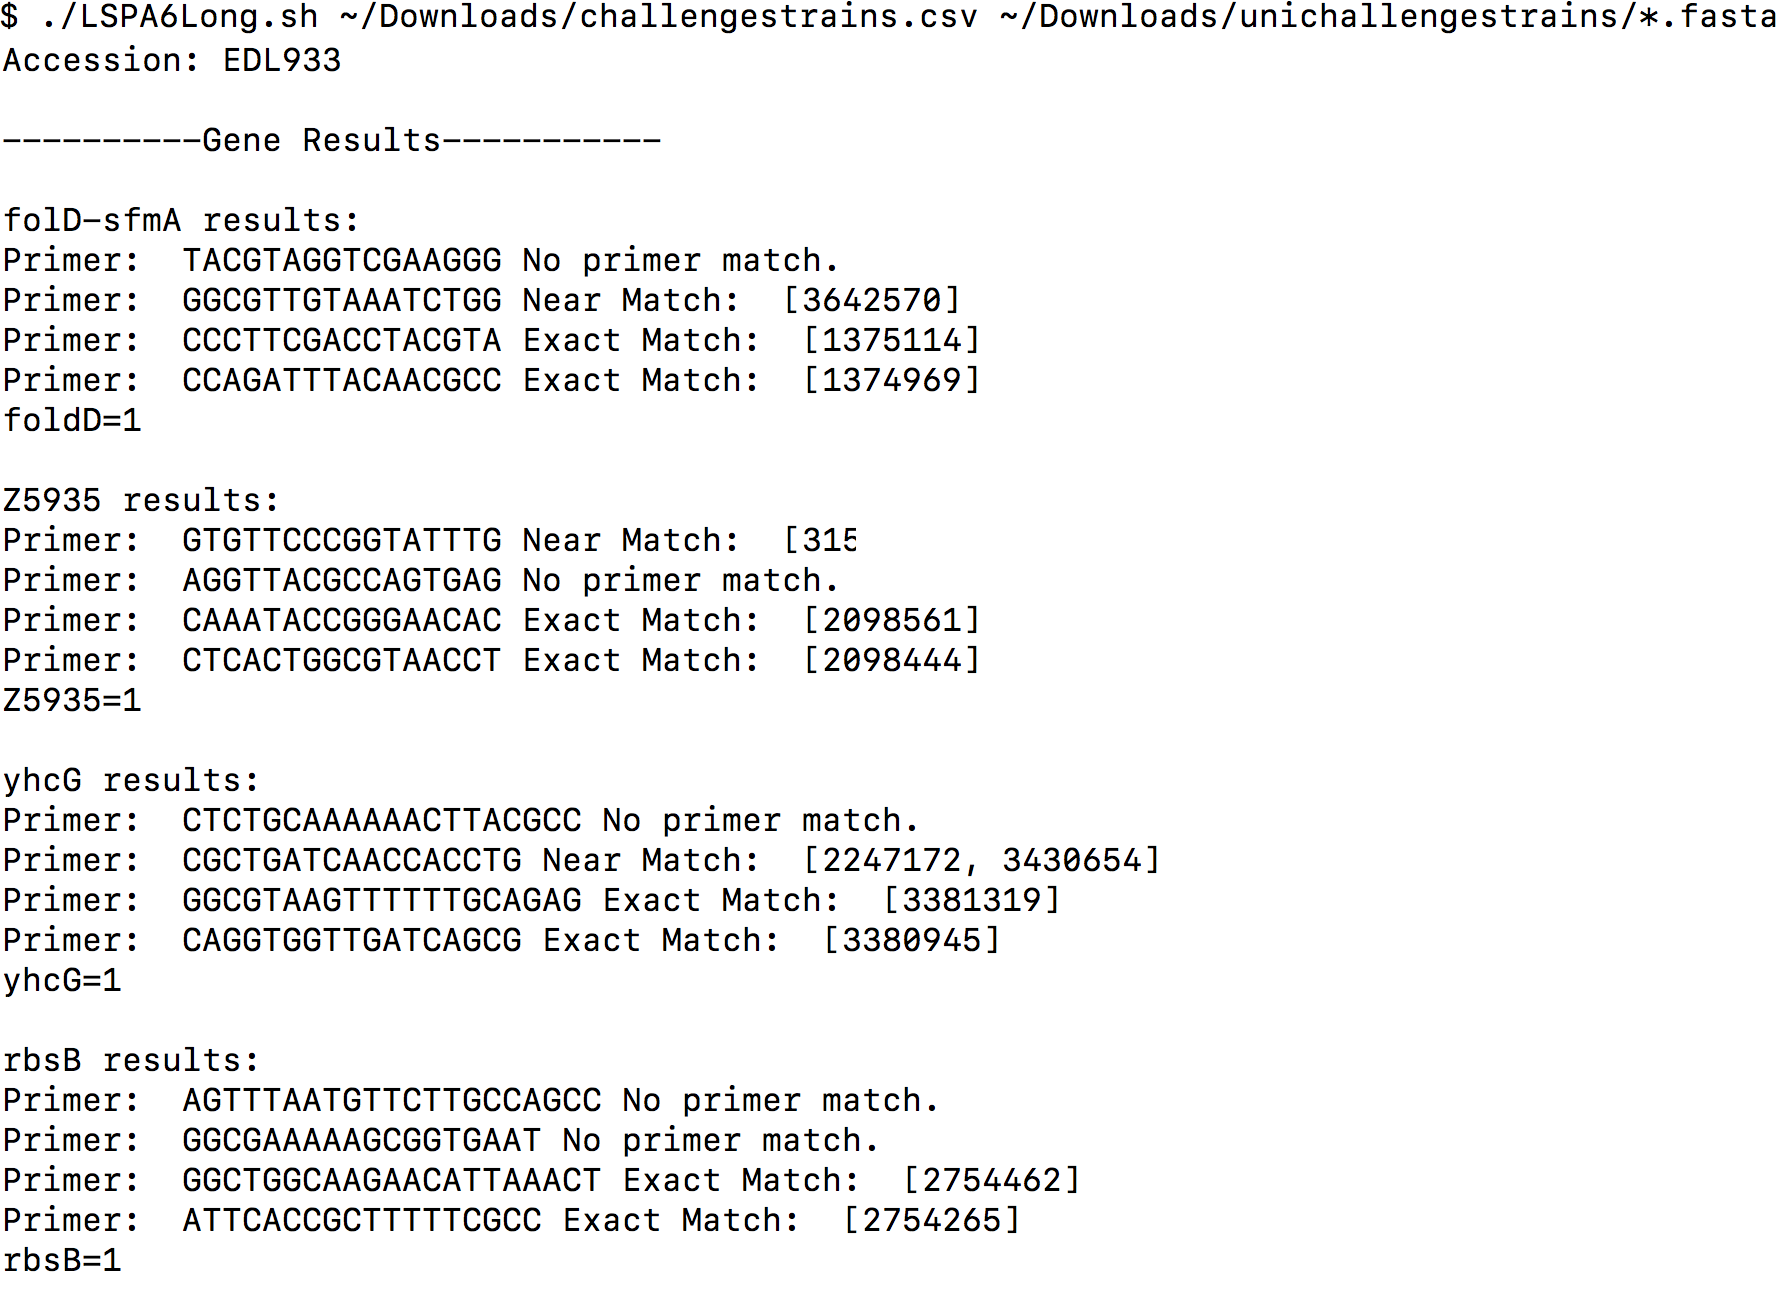 $ ./LSPA6Long.sh ~/Downloads/challengestrains.csv ~/Downloads/unichallengestrains/*.fasta
Accession: EDL933
----------Gene Results-----------
folD-sfmA results:
Primer:  TACGTAGGTCGAAGGG No primer match.
Primer:  GGCGTTGTAAATCTGG Near Match:  [3642570]
Primer:  CCCTTCGACCTACGTA Exact Match:  [1375114]
Primer:  CCAGATTTACAACGCC Exact Match:  [1374969]
foldD=1
Z5935 results:
Primer:  GTGTTCCCGGTATTTG Near Match:  [315
Primer:  AGGTTACGCCAGTGAG No primer match.
Primer:  CAAATACCGGGAACAC Exact Match:  [2098561]
Primer:  CTCACTGGCGTAACCT Exact Match:  [2098444]
Z5935=1
yhcG results:
Primer:  CTCTGCAAAAAACTTACGCC No primer match.
Primer:  CGCTGATCAACCACCTG Near Match:  [2247172, 3430654]
Primer:  GGCGTAAGTTTTTTGCAGAG Exact Match:  [3381319]
Primer:  CAGGTGGTTGATCAGCG Exact Match:  [3380945]
yhcG=1
rbsB results:
Primer:  AGTTTAATGTTCTTGCCAGCC No primer match.
Primer:  GGCGAAAAAGCGGTGAAT No primer match.
Primer:  GGCTGGCAAGAACATTAAACT Exact Match:  [2754462]
Primer:  ATTCACCGCTTTTTCGCC Exact Match:  [2754265]
rbsB=1